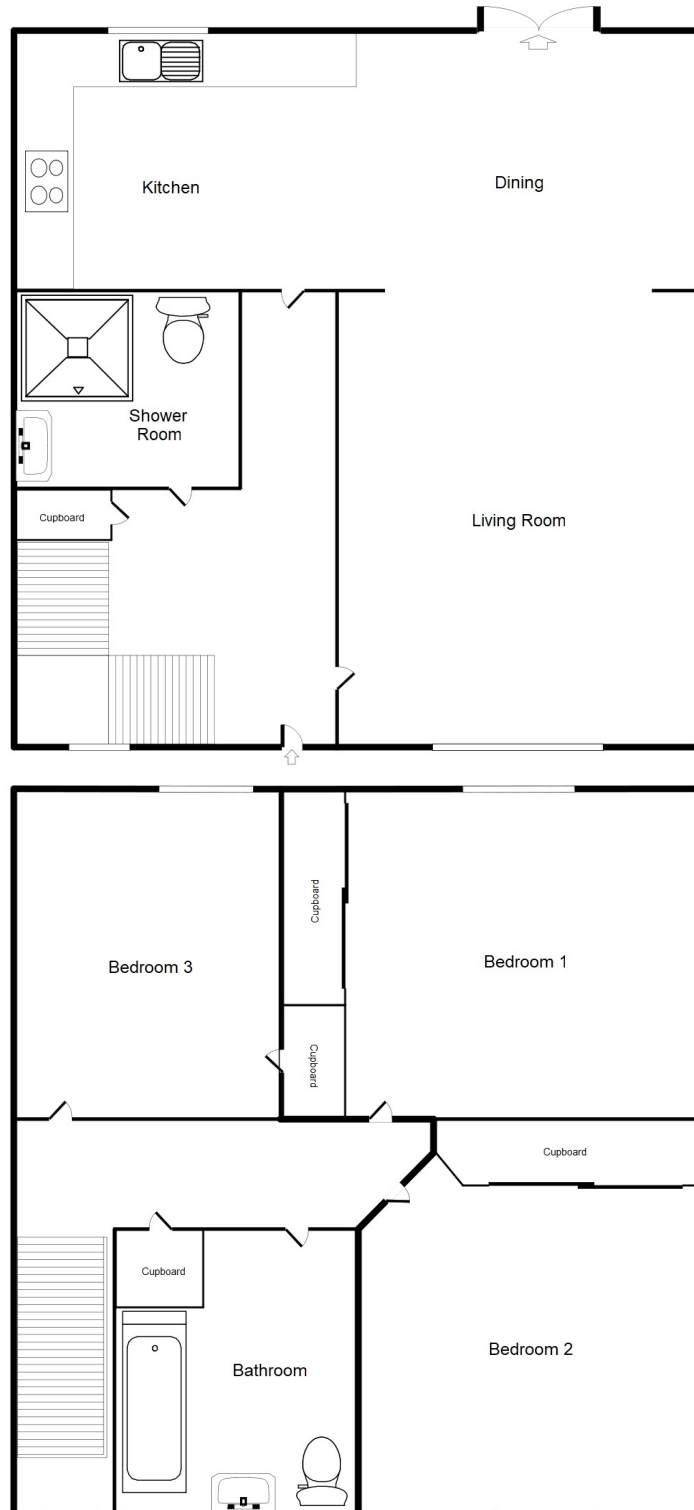 Kitchen
Dining
Shower
Room
Cupboard
Living Room
Cupboard
Bedroom 3
Bedroom 1
Cupboard
Cupboard
Cupboard
Bedroom 2
Bathroom